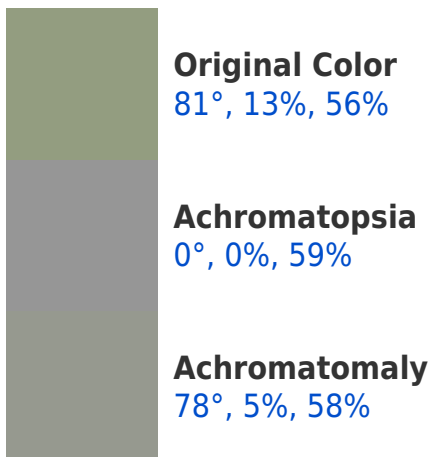 Original Color
81°, 13%, 56%
Achromatopsia
0°, 0%, 59%
Achromatomaly
78°, 5%, 58%